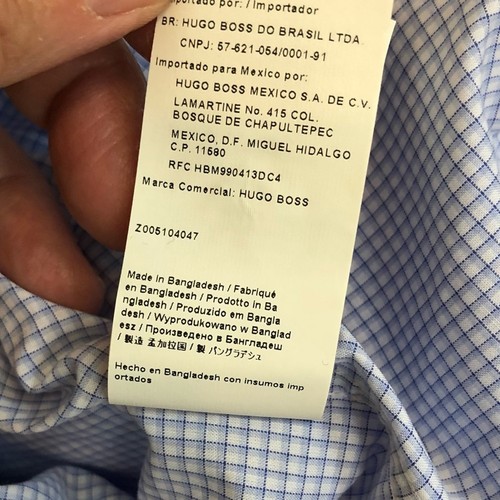 mportado por: / Importador
BR: HUGO BOSS DO BRASIL LTDA
CNPJ: 57-621-054/0001-91
Importado para Mexico por:
HUGO BOSS MEXICO S.A. DE C.V.
LAMARTINE No. 415 COL.
BOSQUE DE CHAPULTEPEC
MEXICO, D.F. MIGUEL HIDALGO
C.P. 11580
RFC HBM990413DC4
Marca Comercial: HUGO BOSS
Z005104047
Made in Bangladesh / Fabriqué
en Bangladesh / Prodotto in Ba
ngladesh / Produzido em Bangla
desh / Wyprodukowano w Banglad
esz / Произведено в Бангладеш
/ 製造 孟加拉国 / 製 バングラデシュ
Hecho en Bangladesh con insumos imp
ortados